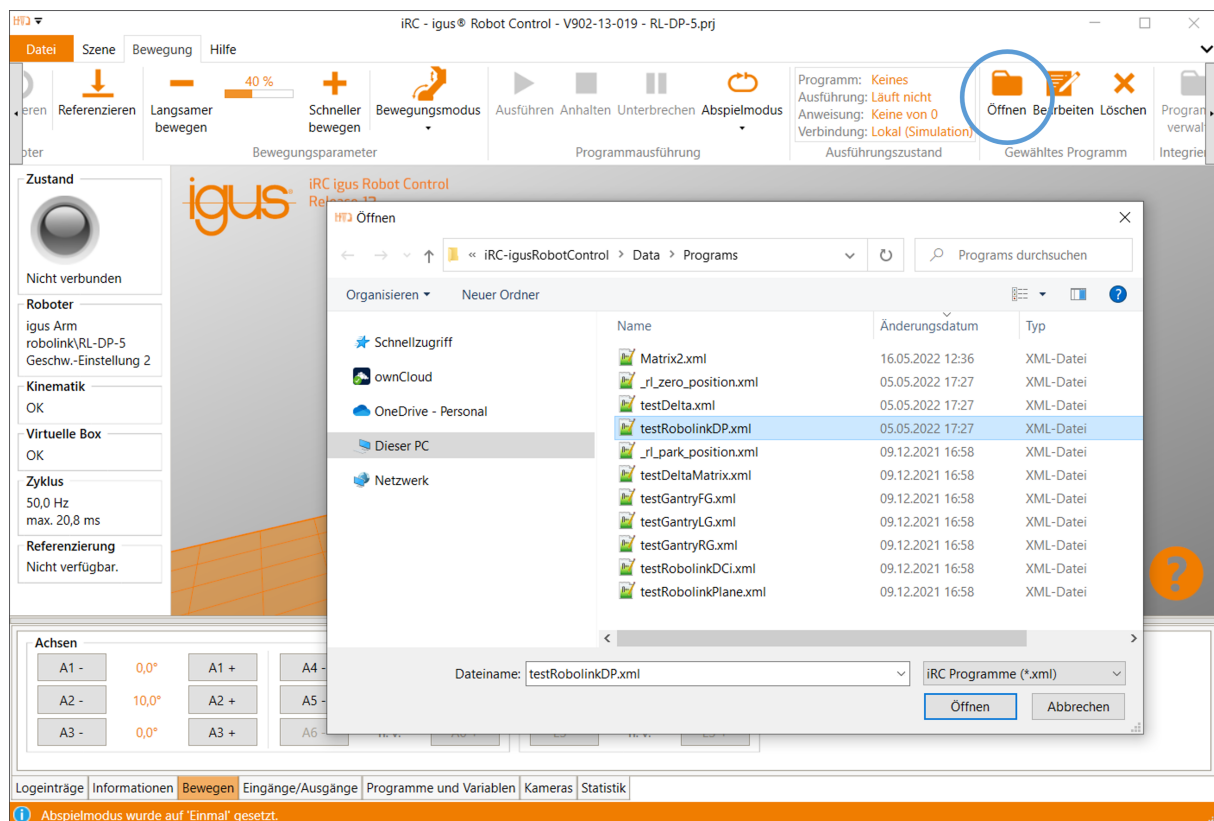 iRC - igus® Robot Control - V902-13-019 - RL-DP-5.prj
Datei Szene Bewegung Hilfe
Referenzieren
Langsamer bewegen
40 %
Schneller bewegen
Bewegungsmodus
Bewegungsparameter
Ausführen Anhalten Unterbrechen Abspielmodus
Programmausführung
Programm: Keines
Ausführung: Läuft nicht
Anweisung: Keine von 0
Verbindung: Lokal (Simulation)
Ausführungszustand
Öffnen Bearbeiten Löschen
Gewähltes Programm
Zustand
Nicht verbunden
Roboter
igus Arm
robolink\RL-DP-5
Geschw.-Einstellung 2
Kinematik
OK
Virtuelle Box
OK
Zyklus
50,0 Hz
max. 20,8 ms
Referenzierung
Nicht verfügbar.
igus
iRC igus Robot Control
Öffnen
« iRC-igusRobotControl > Data > Programs
Programs durchsuchen
Organisieren Neuer Ordner
Schnellzugriff
ownCloud
OneDrive - Personal
Dieser PC
Netzwerk
Name Änderungsdatum Typ
Matrix2.xml 16.05.2022 12:36 XML-Datei
_rl_zero_position.xml 05.05.2022 17:27 XML-Datei
testDelta.xml 05.05.2022 17:27 XML-Datei
testRobolinkDP.xml 05.05.2022 17:27 XML-Datei
_rl_park_position.xml 09.12.2021 16:58 XML-Datei
testDeltaMatrix.xml 09.12.2021 16:58 XML-Datei
testGantryFG.xml 09.12.2021 16:58 XML-Datei
testGantryLG.xml 09.12.2021 16:58 XML-Datei
testGantryRG.xml 09.12.2021 16:58 XML-Datei
testRobolinkDCi.xml 09.12.2021 16:58 XML-Datei
testRobolinkPlane.xml 09.12.2021 16:58 XML-Datei
Dateiname: testRobolinkDP.xml
iRC Programme (*.xml)
Öffnen Abbrechen
?
Achsen
A1 - 0,0° A1 + A4 -
A2 - 10,0° A2 + A5 -
A3 - 0,0° A3 + A6 -
Logeinträge Informationen Bewegen Eingänge/Ausgänge Programme und Variablen Kameras Statistik
Abspielmodus wurde auf 'Einmal' gesetzt.